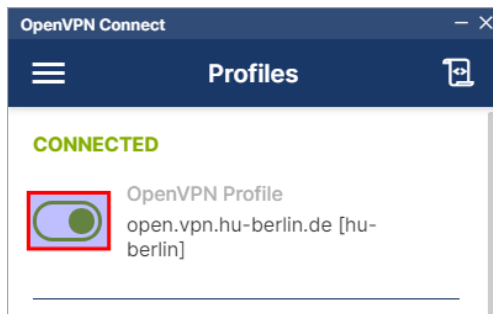 OpenVPN Connect
Profiles
CONNECTED
OpenVPN Profile
open.vpn.hu-berlin.de [hu-
berlin]